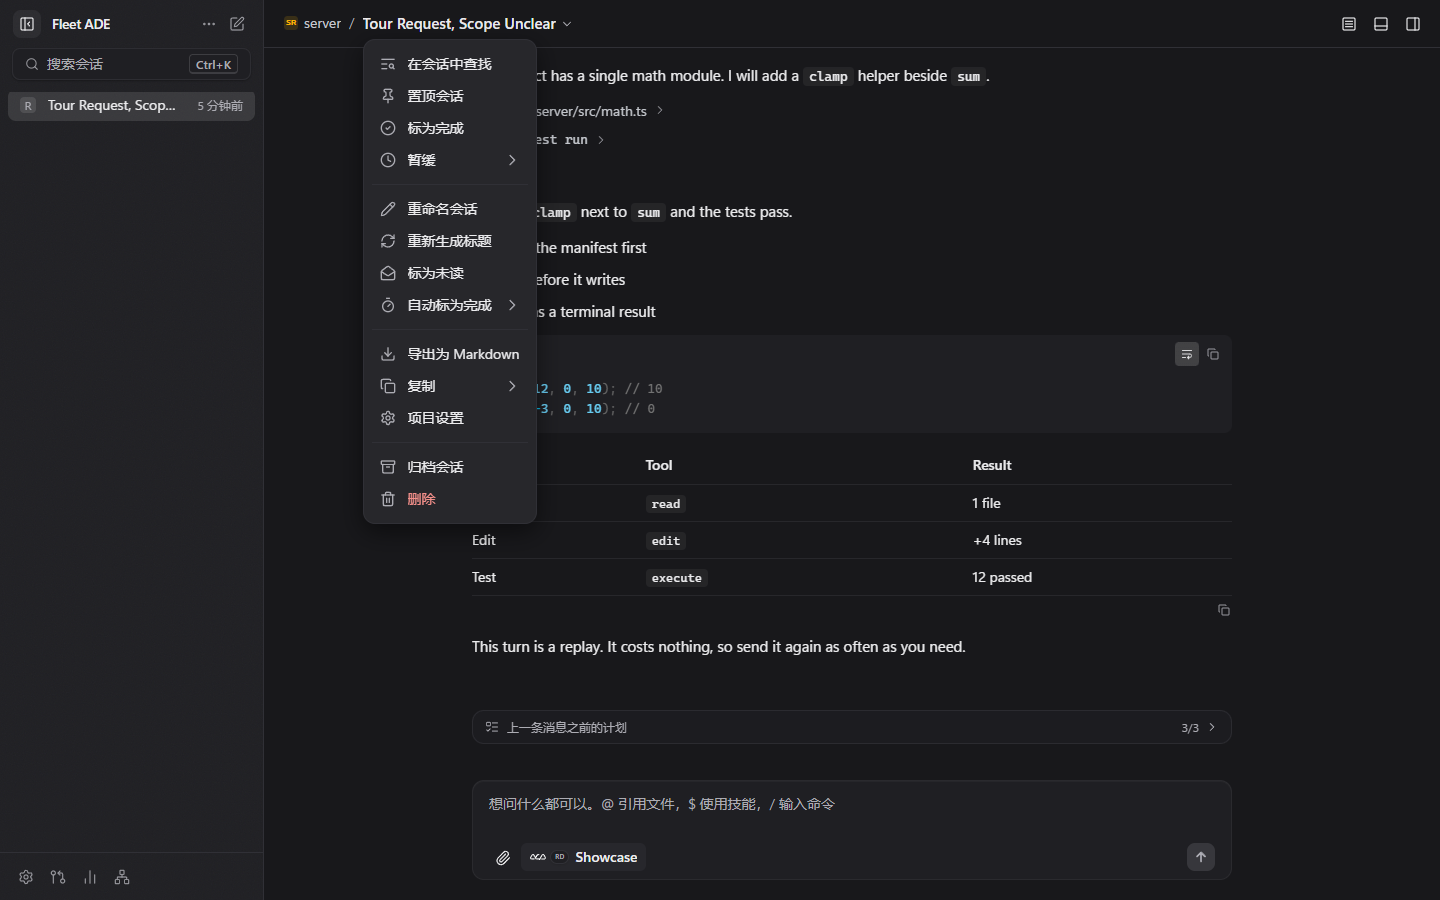 Fleet ADE
搜索会话
Ctrl+K
R
Tour Request, Scop...
5 分钟前
SR
server / Tour Request, Scope Unclear
在会话中查找
置顶会话
标为完成
暂缓
重命名会话
重新生成标题
标为未读
自动标为完成
导出为 Markdown
复制
项目设置
归档会话
删除
ct has a single math module. I will add a clamp helper beside sum.
server/src/math.ts
est run
clamp next to sum and the tests pass.
the manifest first
efore it writes
as a terminal result
12, 0, 10); // 10
-3, 0, 10); // 0
Tool Result
read 1 file
Edit edit +4 lines
Test execute 12 passed
This turn is a replay. It costs nothing, so send it again as often as you need.
上一条消息之前的计划
3/3
想问什么都可以。@ 引用文件，$ 使用技能，/ 输入命令
RD
Showcase